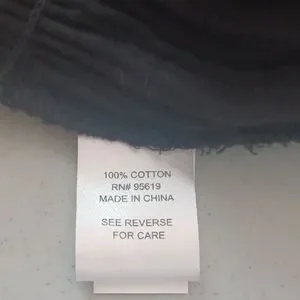 100% COTTON
RN# 95619
MADE IN CHINA
SEE REVERSE
FOR CARE